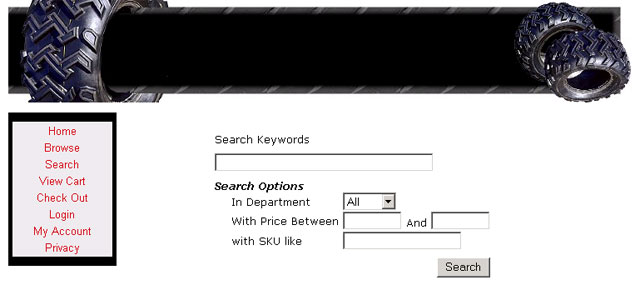 Home
Browse
Search
View Cart
Check Out
Login
My Account
Privacy
Search Keywords
Search Options
In Department All
With Price Between And
with SKU like
Search